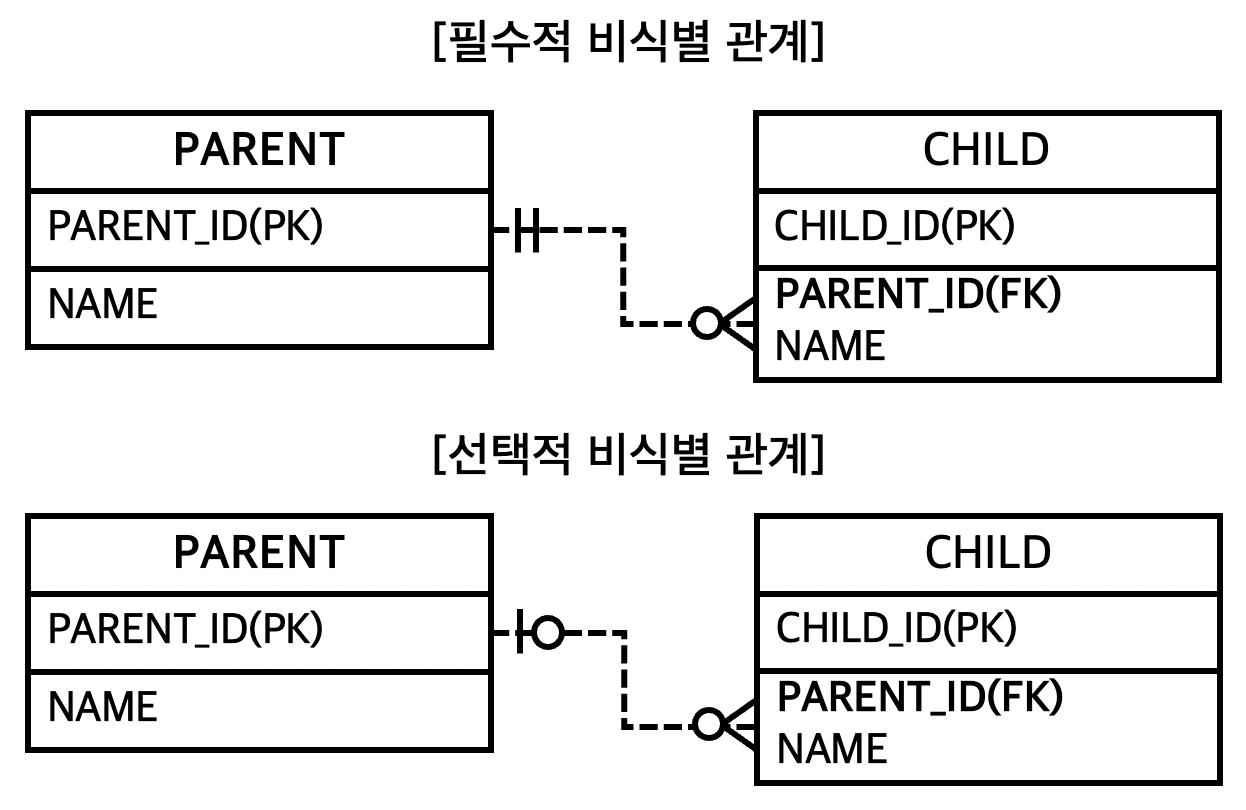 [필수적 비식별 관계]
PARENT
PARENT_ID(PK)
NAME
CHILD
CHILD_ID(PK)
PARENT_ID(FK)
NAME
[선택적 비식별 관계]
PARENT
PARENT_ID(PK)
NAME
CHILD
CHILD_ID(PK)
PARENT_ID(FK)
NAME